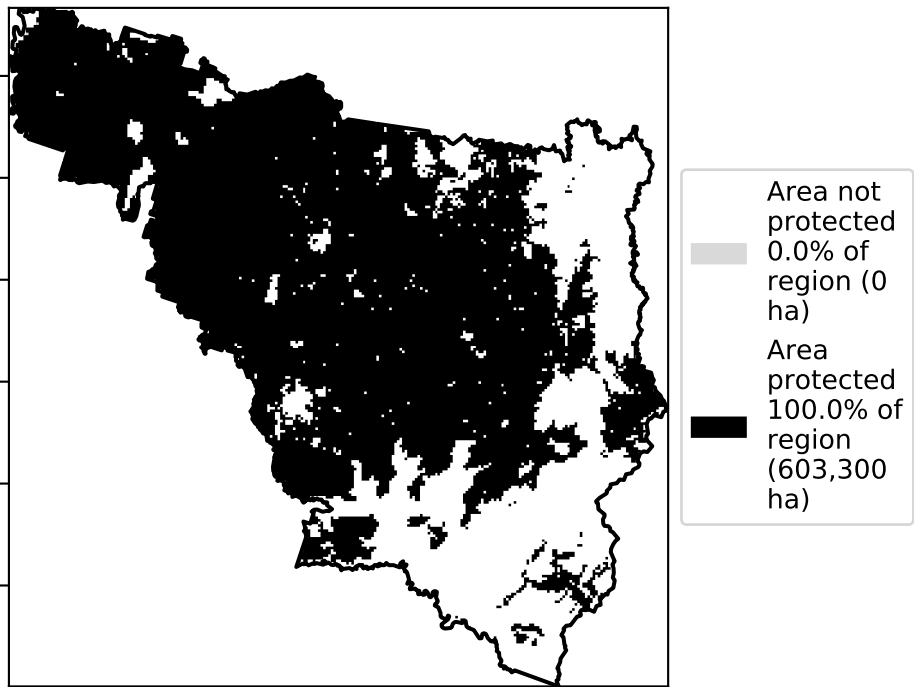 Area not
protected
0.0% of
region (0
ha)
Area
protected
100.0% of
region
(603,300
ha)